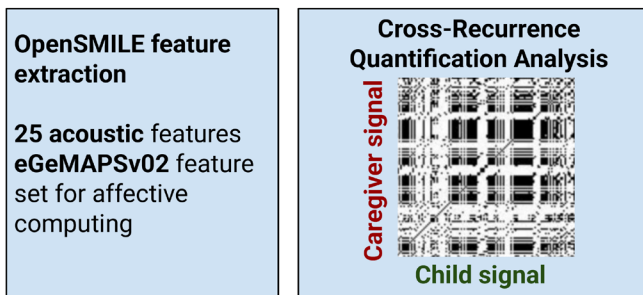 OpenSMILE feature
extraction
25 acoustic features
eGeMAPSv02 feature
set for affective
computing
Cross-Recurrence
Quantification Analysis
Caregiver signal
Child signal